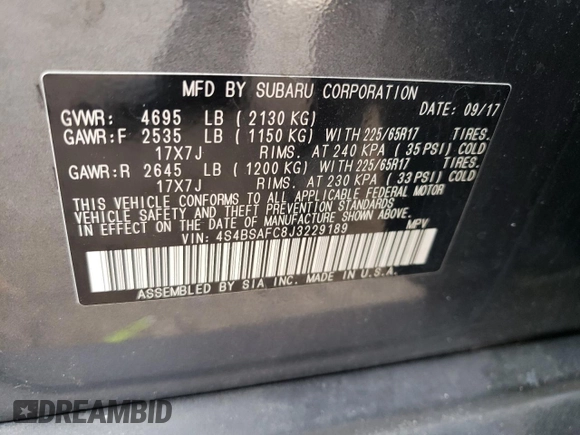 MFD BY SUBARU CORPORATION
GVWR: 4695 LB ( 2130 KG) DATE: 09/17
GAWR:F 2535 LB ( 1150 KG) WITH 225/65R17 TIRES.
17X7J RIMS. AT 240 KPA ( 35 PSI) COLD
GAWR:R 2645 LB ( 1200 KG) WITH 225/65R17 TIRES.
17X7J RIMS. AT 230 KPA ( 33 PSI) COLD
THIS VEHICLE CONFORMS TO ALL APPLICABLE FEDERAL MOTOR
VEHICLE SAFETY AND THEFT PREVENTION STANDARDS
IN EFFECT ON THE DATE OF MANUFACTURE SHOWN ABOVE.
VIN: 4S4BSAFC8J3229189 MPV
ASSEMBLED BY SIA INC. MADE IN U.S.A.
DREAMBID